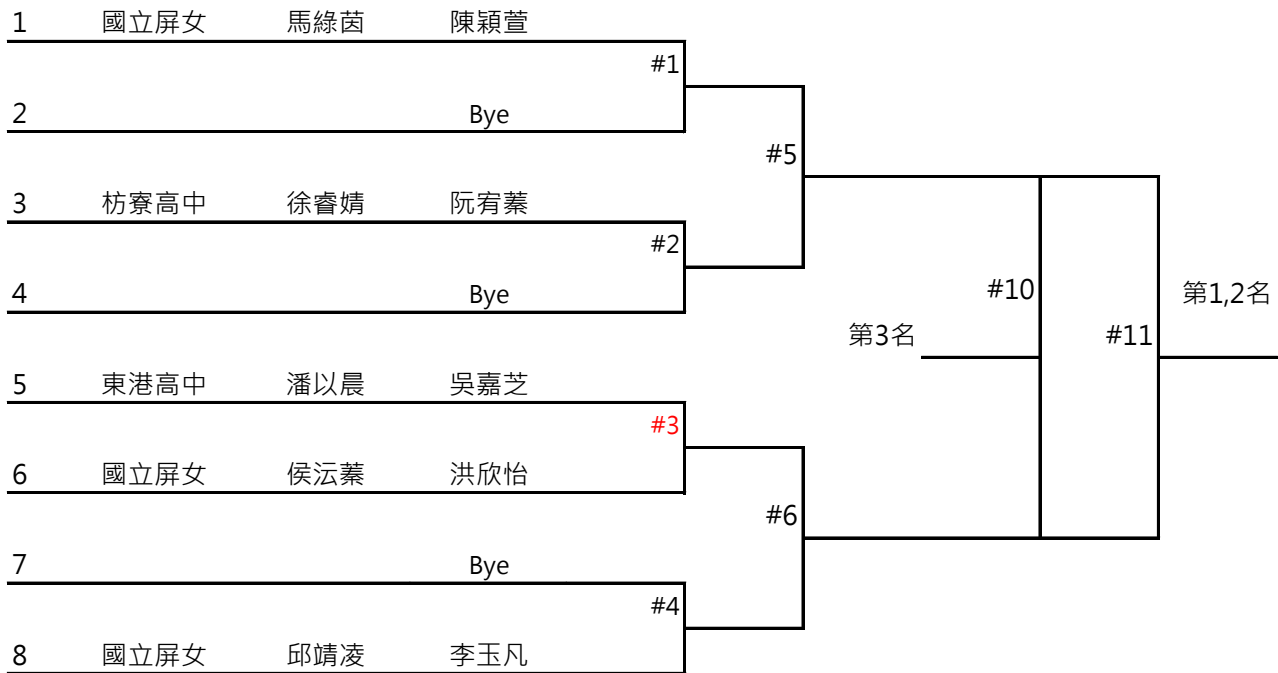 1 國立屏女 馬綠茵 陳穎萱
#1
2 Bye
#5
3 枋寮高中 徐睿婧 阮宥蓁
#2
4 Bye
#10 第1,2名
第3名 #11
5 東港高中 潘以晨 吳嘉芝
#3
6 國立屏女 侯沄蓁 洪欣怡
#6
7 Bye
#4
8 國立屏女 邱靖凌 李玉凡